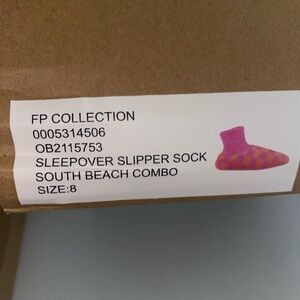 FP COLLECTION
0005314506
OB2115753
SLEEPOVER SLIPPER SOCK
SOUTH BEACH COMBO
SIZE:8